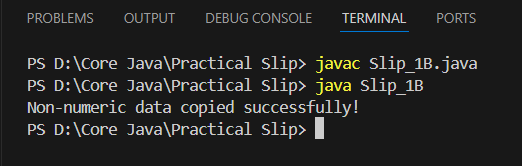 PROBLEMS OUTPUT DEBUG CONSOLE TERMINAL PORTS
PS D:\Core Java\Practical Slip> javac Slip_1B.java
PS D:\Core Java\Practical Slip> java Slip_1B
Non-numeric data copied successfully!
PS D:\Core Java\Practical Slip>